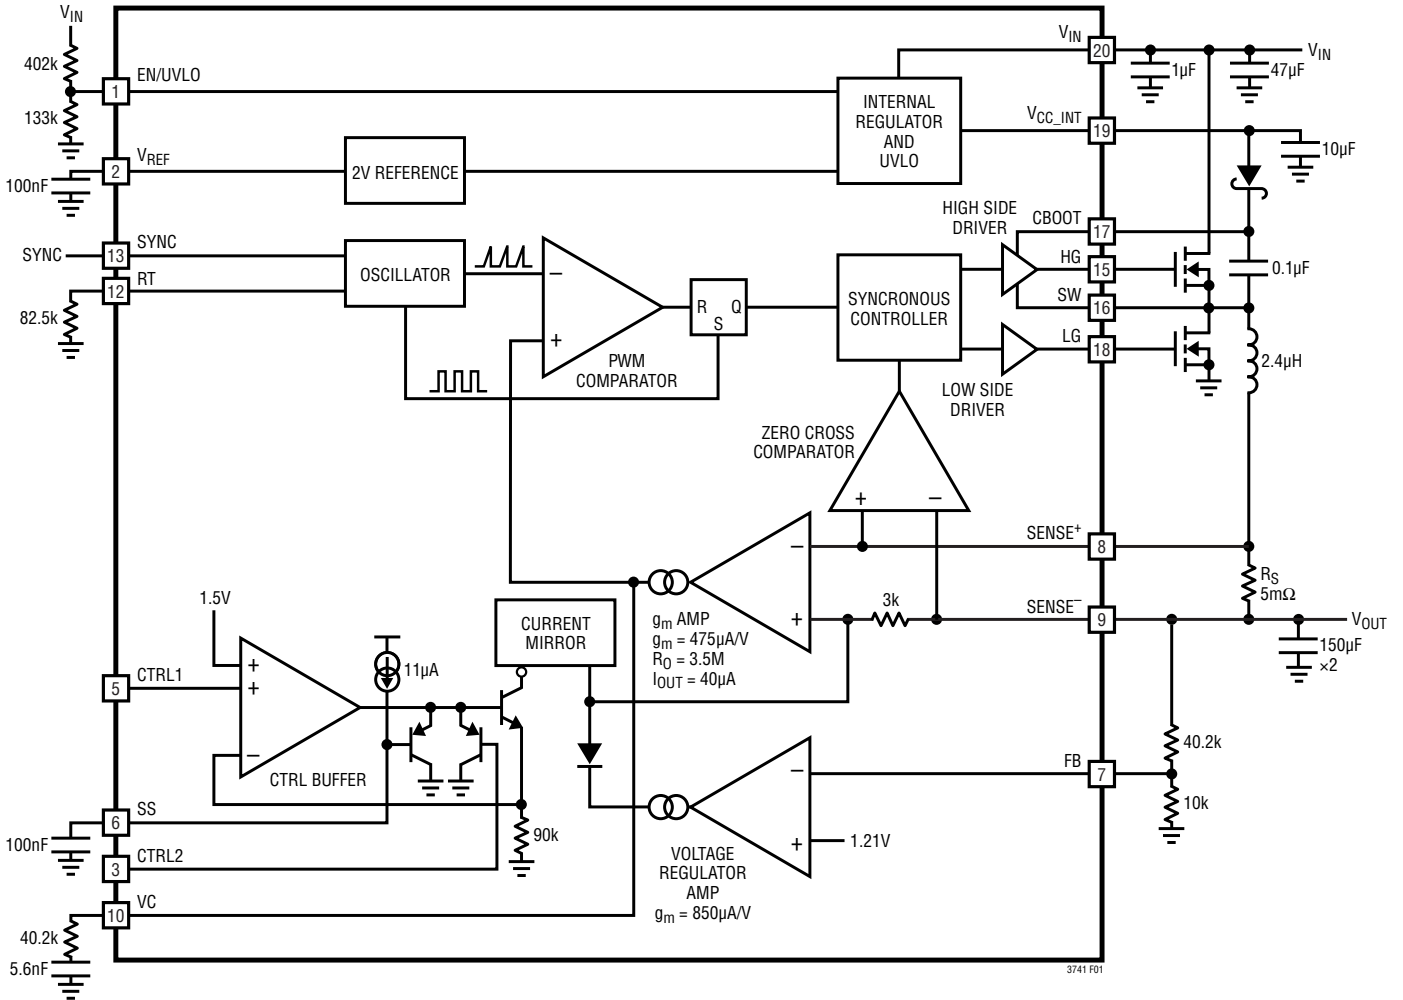 VIN
402k
133k
1
EN/UVLO
2
VREF
100nF
2V REFERENCE
INTERNAL
REGULATOR
AND
UVLO
VIN
20
VIN
1µF
47µF
VCC_INT
19
10µF
SYNC
13
SYNC
12
RT
82.5k
OSCILLATOR
−
+
PWM
COMPARATOR
R
Q
S
SYNCRONOUS
CONTROLLER
HIGH SIDE
DRIVER
CBOOT
17
HG
15
SW
16
LG
18
0.1µF
2.4µH
LOW SIDE
DRIVER
ZERO CROSS
COMPARATOR
+
−
SENSE+
8
RS
5mΩ
SENSE−
9
VOUT
150µF
×2
3k
−
+
gm AMP
gm = 475µA/V
RO = 3.5M
IOUT = 40µA
CURRENT
MIRROR
1.5V
5
CTRL1
+
+
−
CTRL BUFFER
11µA
90k
6
SS
100nF
3
CTRL2
10
VC
40.2k
5.6nF
−
+
1.21V
VOLTAGE
REGULATOR
AMP
gm = 850µA/V
FB
7
40.2k
10k
3741 F01